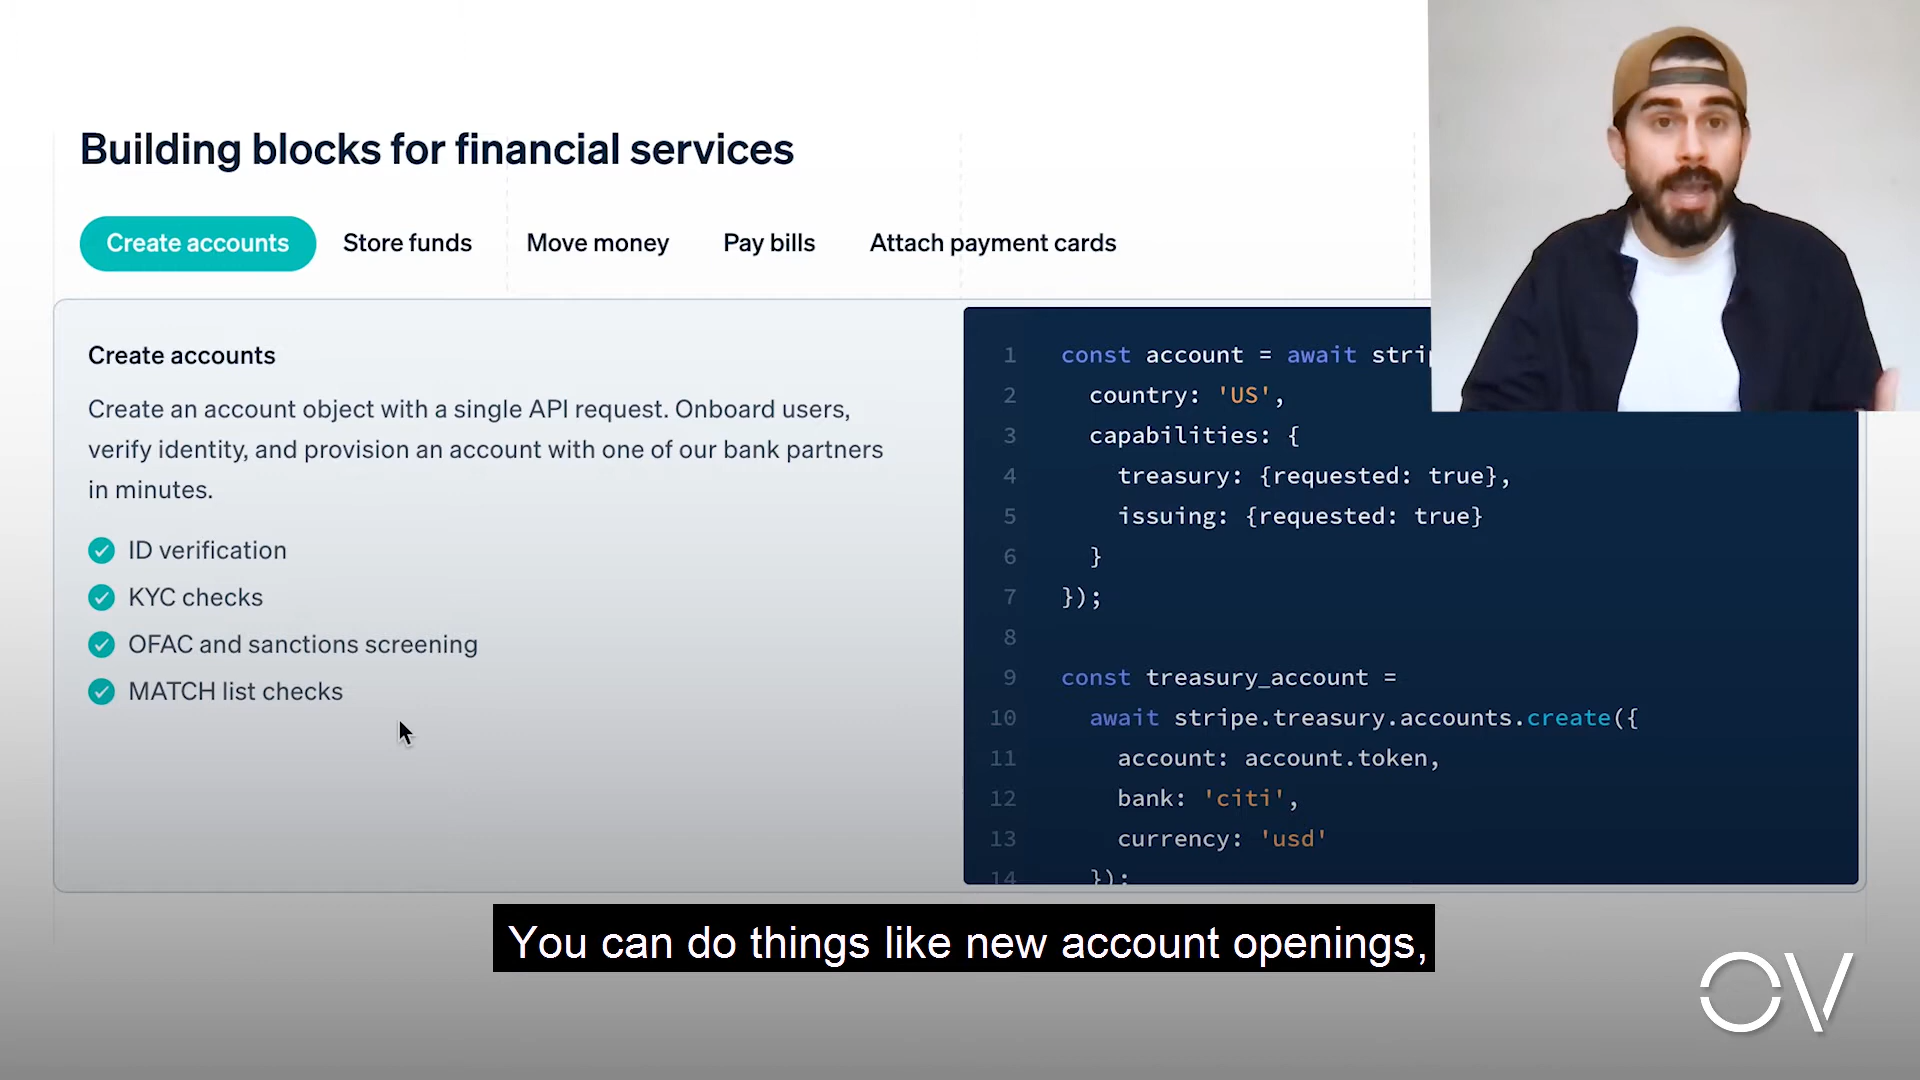 Building blocks for financial services
Create accounts Store funds Move money Pay bills Attach payment cards
Create accounts
Create an account object with a single API request. Onboard users,
verify identity, and provision an account with one of our bank partners
in minutes.
ID verification
KYC checks
OFAC and sanctions screening
MATCH list checks
1 const account = await stri
2 country: 'US',
3 capabilities: {
4 treasury: {requested: true},
5 issuing: {requested: true}
6 }
7 });
8
9 const treasury_account =
10 await stripe.treasury.accounts.create({
11 account: account.token,
12 bank: 'citi',
13 currency: 'usd'
14 });
You can do things like new account openings,
OV